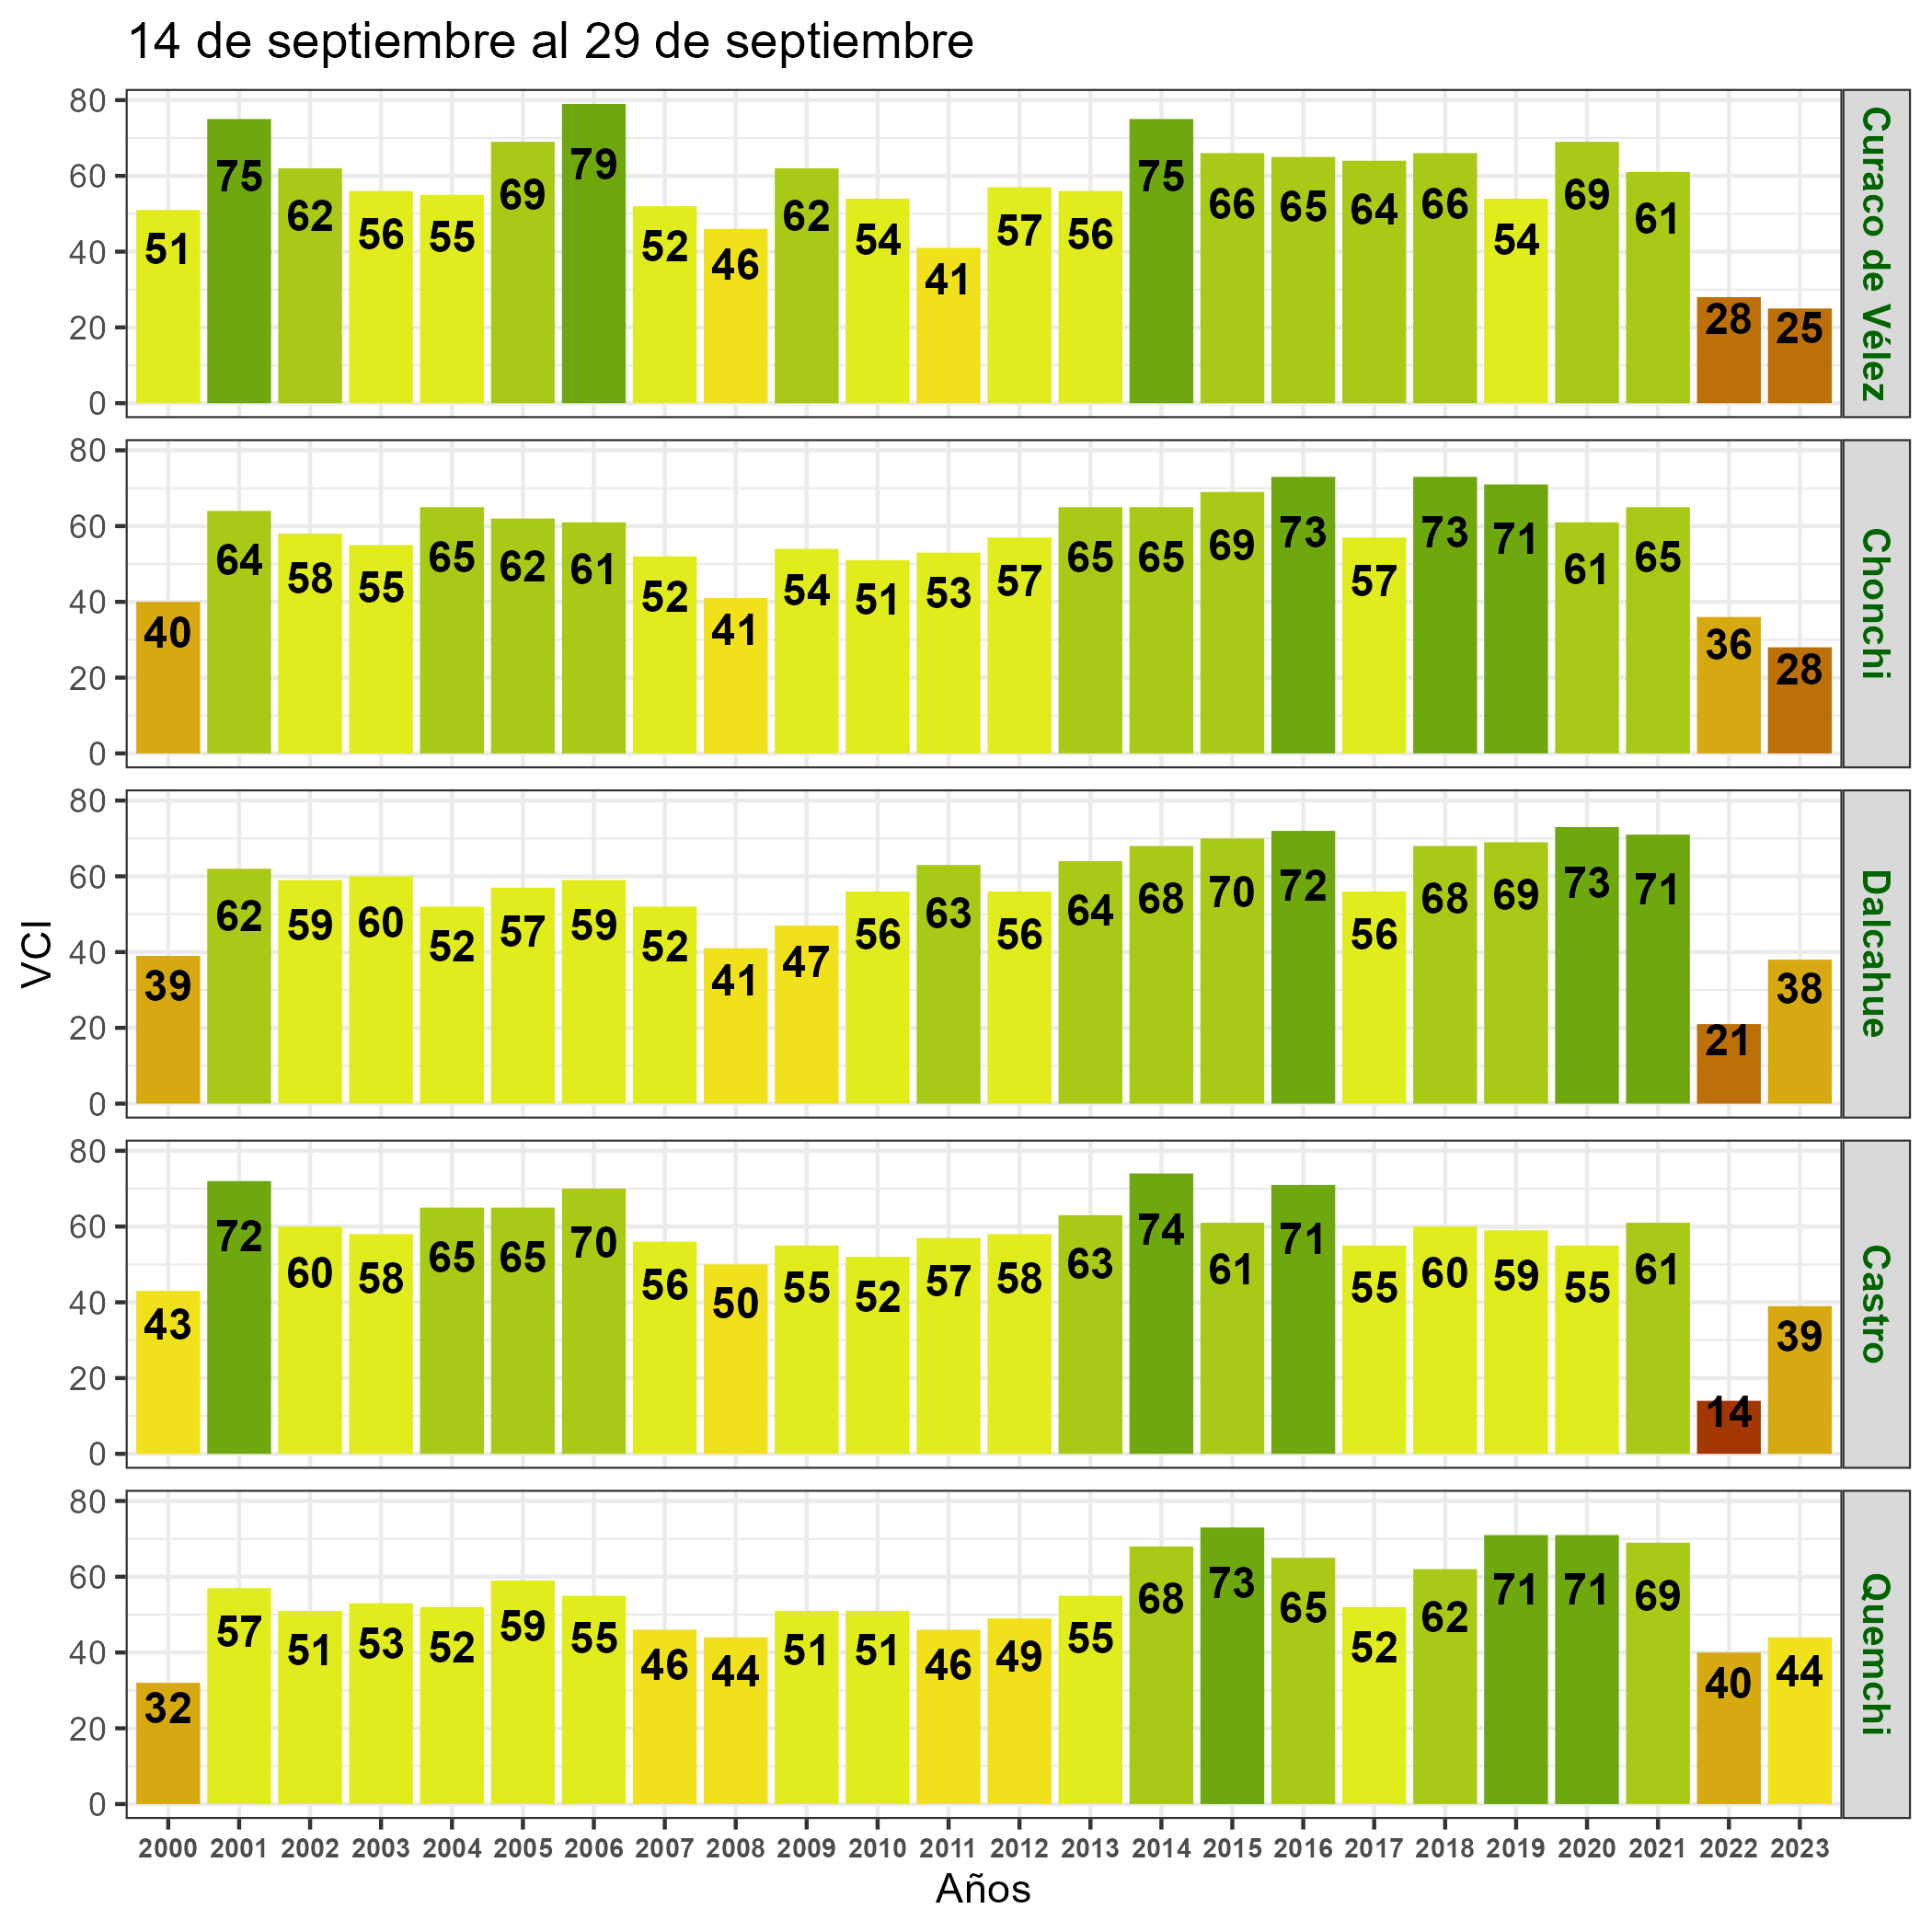 14 de septiembre al 29 de septiembre
80
60
40
20
0
51 75 62 56 55 69 79 52 46 62 54 41 57 56 75 66 65 64 66 54 69 61 28 25
Curaco de Vélez
80
60
40
20
0
40 64 58 55 65 62 61 52 41 54 51 53 57 65 65 69 73 57 73 71 61 65 36 28
Chonchi
VCI
80
60
40
20
0
39 62 59 60 52 57 59 52 41 47 56 63 56 64 68 70 72 56 68 69 73 71 21 38
Dalcahue
80
60
40
20
0
43 72 60 58 65 65 70 56 50 55 52 57 58 63 74 61 71 55 60 59 55 61 14 39
Castro
80
60
40
20
0
32 57 51 53 52 59 55 46 44 51 51 46 49 55 68 73 65 52 62 71 71 69 40 44
Quemchi
2000 2001 2002 2003 2004 2005 2006 2007 2008 2009 2010 2011 2012 2013 2014 2015 2016 2017 2018 2019 2020 2021 2022 2023
Años